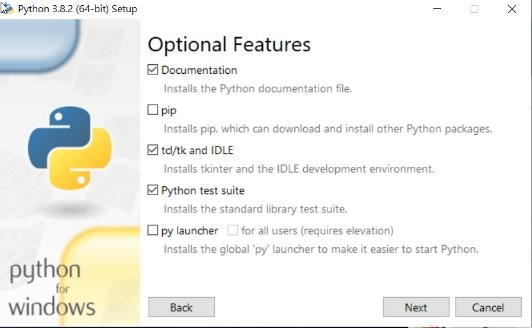 Python 3.8.2 (64-bit) Setup
Optional Features
Documentation
Installs the Python documentation file.
pip
Installs pip, which can download and install other Python packages.
td/tk and IDLE
Installs tkinter and the IDLE development environment.
Python test suite
Installs the standard library test suite.
py launcher for all users (requires elevation)
Installs the global 'py' launcher to make it easier to start Python.
python
for
windows
Back Next Cancel